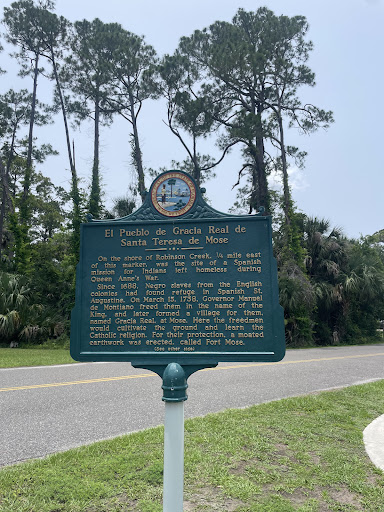 El Pueblo de Gracia Real de
Santa Teresa de Mose
On the shore of Robinson Creek, ¼ mile east
of this marker, was the site of a Spanish
mission for Indians left homeless during
Queen Anne's War.
Since 1688, Negro slaves from the English
colonies had found refuge in Spanish St.
Augustine. On March 15, 1738, Governor Manuel
de Montiano freed them in the name of the
King, and later formed a village for them,
named Gracia Real, at Mose. Here the freedmen
would cultivate the ground and learn the
Catholic religion. For their protection, a moated
earthwork was erected, called Fort Mose.
(See other side)